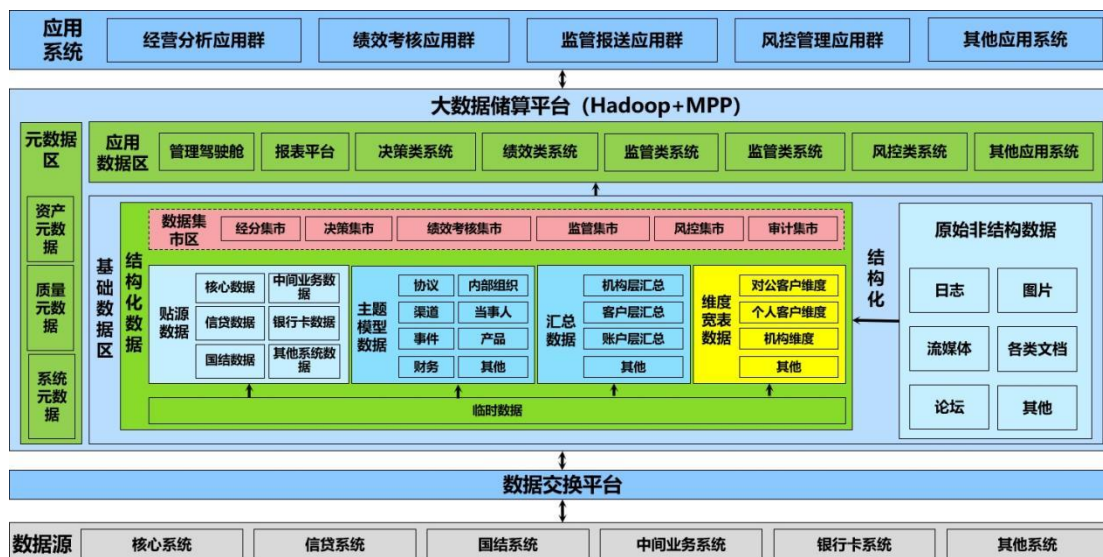 应用
系统
经营分析应用群
绩效考核应用群
监管报送应用群
风控管理应用群
其他应用系统
大数据储算平台（Hadoop+MPP）
元数据
区
资产
元数据
质量
元数据
系统
元数
据
应用
数据区
管理驾驶舱
报表平台
决策类系统
绩效类系统
监管类系统
监管类系统
风控类系统
其他应用系统
基础数据区
结构化数据
数据集
市区
经分集市
决策集市
绩效考核集市
监管集市
风控集市
审计集市
贴源
数据
核心数据
中间业务数
据
信贷数据
银行卡数据
国结数据
其他系统数
据
主题
模型
数据
协议
内部组织
渠道
当事人
事件
产品
财务
其他
汇总
数据
机构层汇总
客户层汇总
账户层汇总
其他
维度
宽表
数据
对公客户维度
个人客户维度
机构维度
其他
临时数据
结构化
原始非结构数据
日志
图片
流媒体
各类文档
论坛
其他
数据交换平台
数据源
核心系统
信贷系统
国结系统
中间业务系统
银行卡系统
其他系统